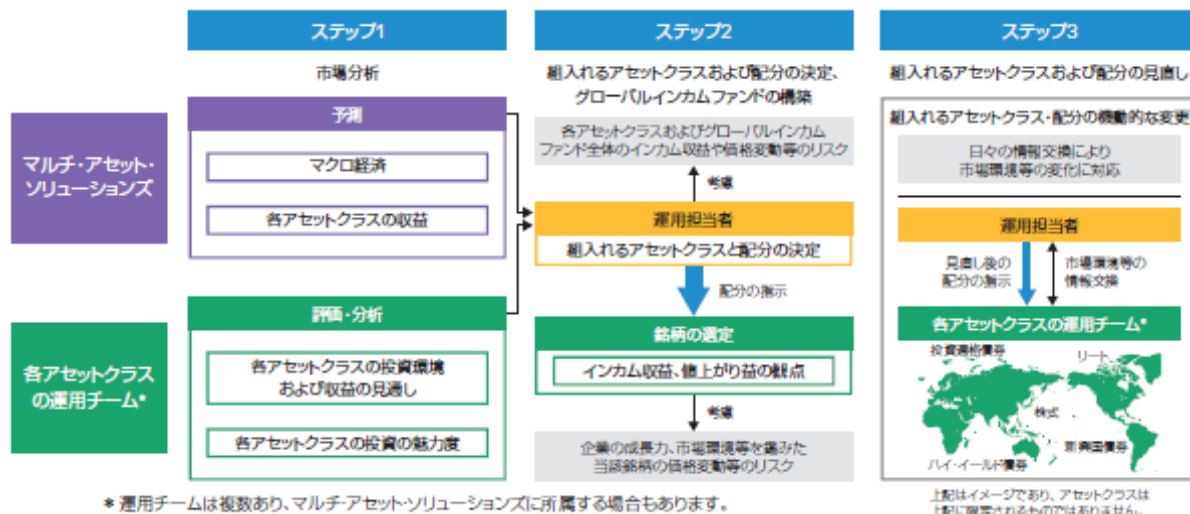 ステップ1
市場分析
マルチ・アセット・
ソリューションズ
予測
マクロ経済
各アセットクラスの収益
各アセットクラス
の運用チーム*
評価・分析
各アセットクラスの投資環境
および収益の見通し
各アセットクラスの投資の魅力度
ステップ2
組入れるアセットクラスおよび配分の決定、
グローバルインカムファンドの構築
各アセットクラスおよびグローバルインカム
ファンド全体のインカム収益や価格変動等のリスク
考慮
運用担当者
組入れるアセットクラスと配分の決定
配分の指示
銘柄の選定
インカム収益、値上がり益の観点
考慮
企業の成長力、市場環境等を鑑みた
当該銘柄の価格変動等のリスク
ステップ3
組入れるアセットクラスおよび配分の見直し
組入れるアセットクラス・配分の機動的な変更
日々の情報交換により
市場環境等の変化に対応
運用担当者
見直し後の
配分の指示
市場環境等の
情報交換
各アセットクラスの運用チーム*
投資適格債券
リート
株式
新興国債券
ハイ・イールド債券
上記はイメージであり、アセットクラスは
上記に限定されるものではありません。
* 運用チームは複数あり、マルチ・アセット・ソリューションズに所属する場合もあります。